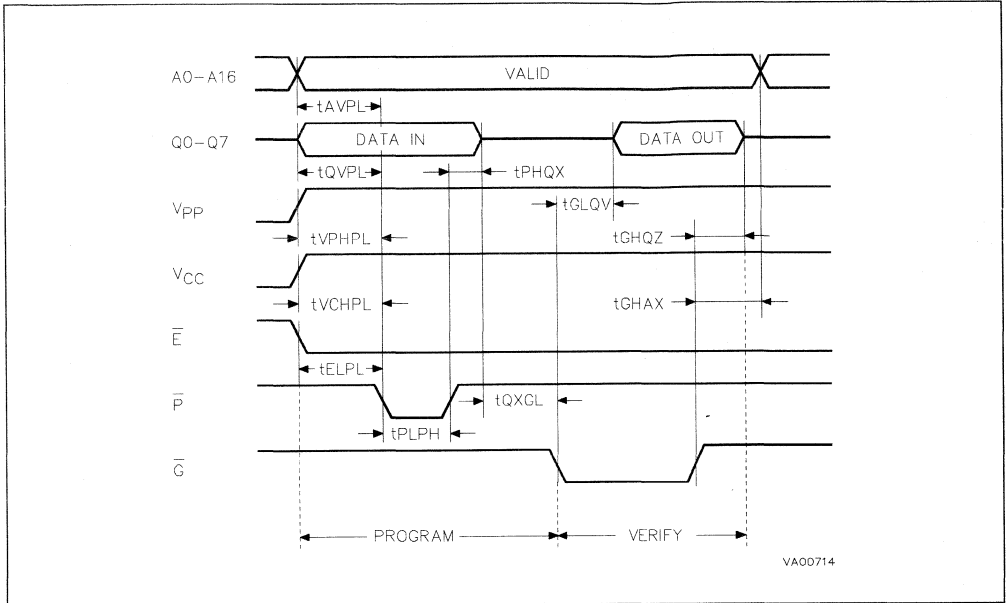 A0-A16
VALID
tAVPL
Q0-Q7
DATA IN
DATA OUT
tQVPL
tPHQX
VPP
tGLQV
tVPHPL
tGHQZ
VCC
tVCHPL
tGHAX
E̅
tELPL
P̅
tQXGL
tPLPH
G̅
PROGRAM
VERIFY
VA00714